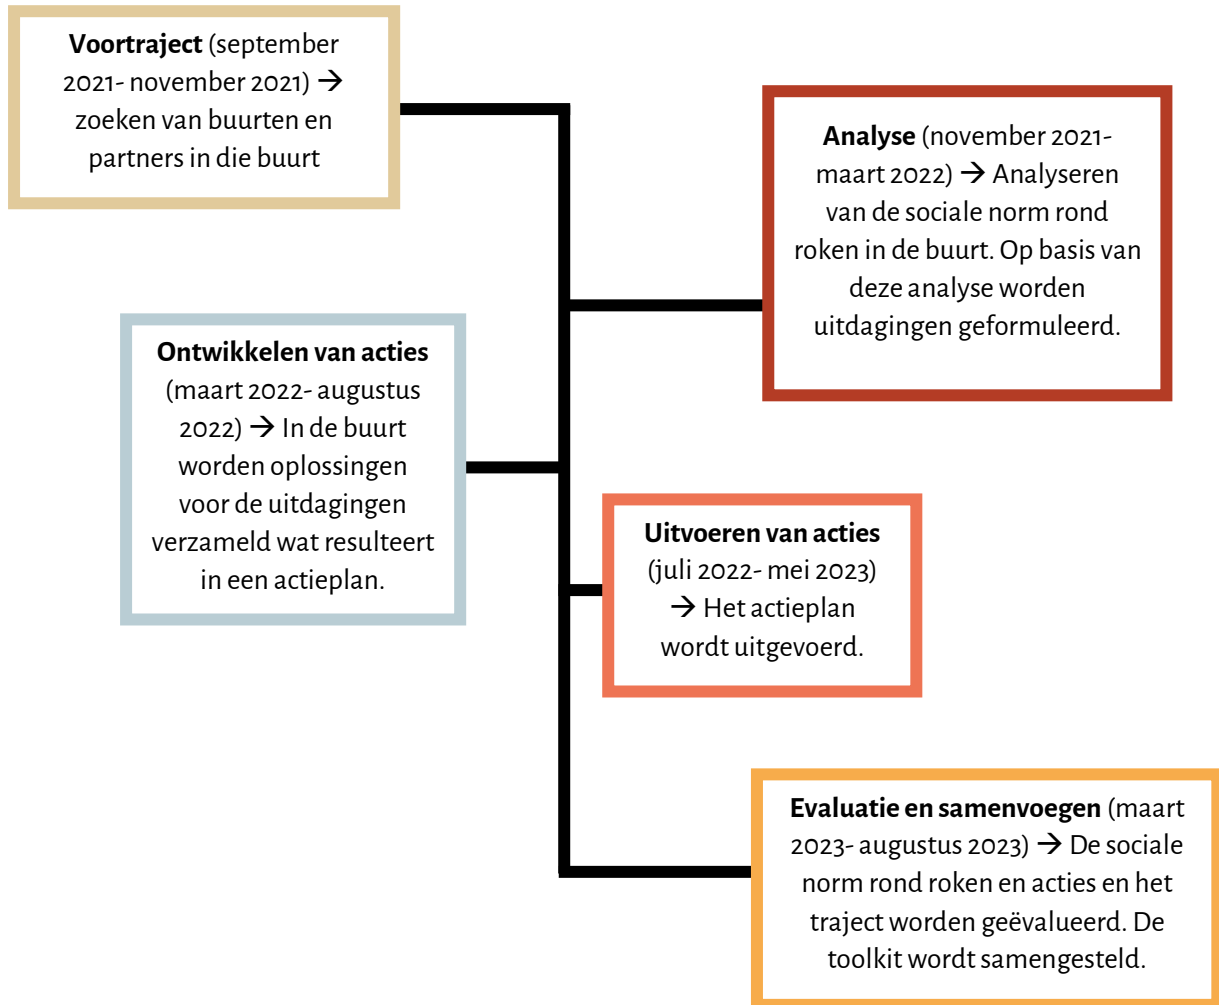 Voortraject (september
2021- november 2021) →
zoeken van buurten en
partners in die buurt
Analyse (november 2021-
maart 2022) → Analyseren
van de sociale norm rond
roken in de buurt. Op basis van
deze analyse worden
uitdagingen geformuleerd.
Ontwikkelen van acties
(maart 2022- augustus
2022) → In de buurt
worden oplossingen
voor de uitdagingen
verzameld wat resulteert
in een actieplan.
Uitvoeren van acties
(juli 2022- mei 2023)
→ Het actieplan
wordt uitgevoerd.
Evaluatie en samenvoegen (maart
2023- augustus 2023) → De sociale
norm rond roken en acties en het
traject worden geëvalueerd. De
toolkit wordt samengesteld.